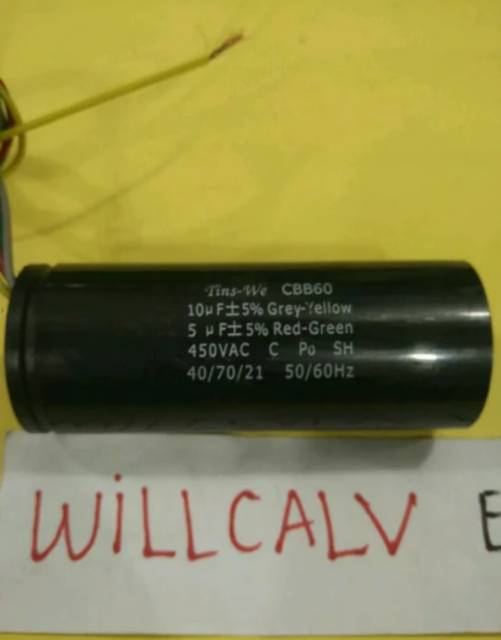 Tins-We CBB60
10µF±5% Grey-Yellow
5 µF±5% Red-Green
450VAC C Po SH
40/70/21 50/60Hz
WiLLCALV E